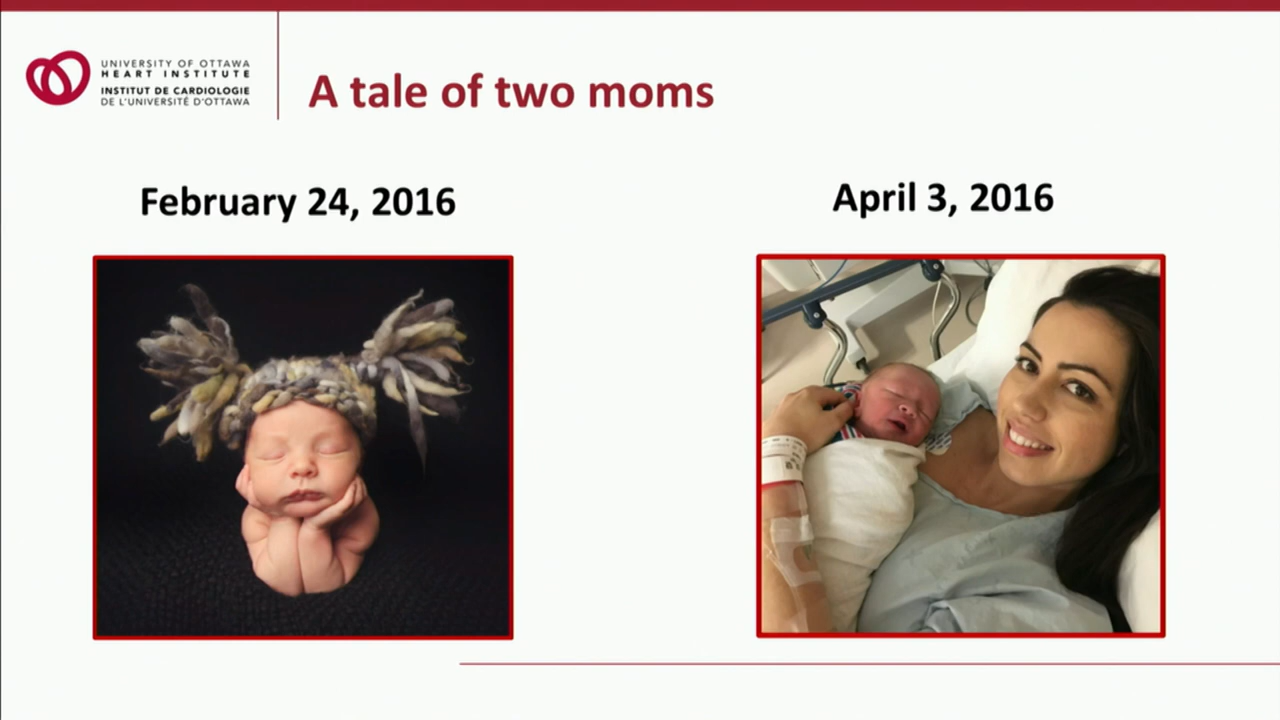 UNIVERSITY OF OTTAWA
HEART INSTITUTE
INSTITUT DE CARDIOLOGIE
DE L'UNIVERSITÉ D'OTTAWA
A tale of two moms
February 24, 2016
April 3, 2016